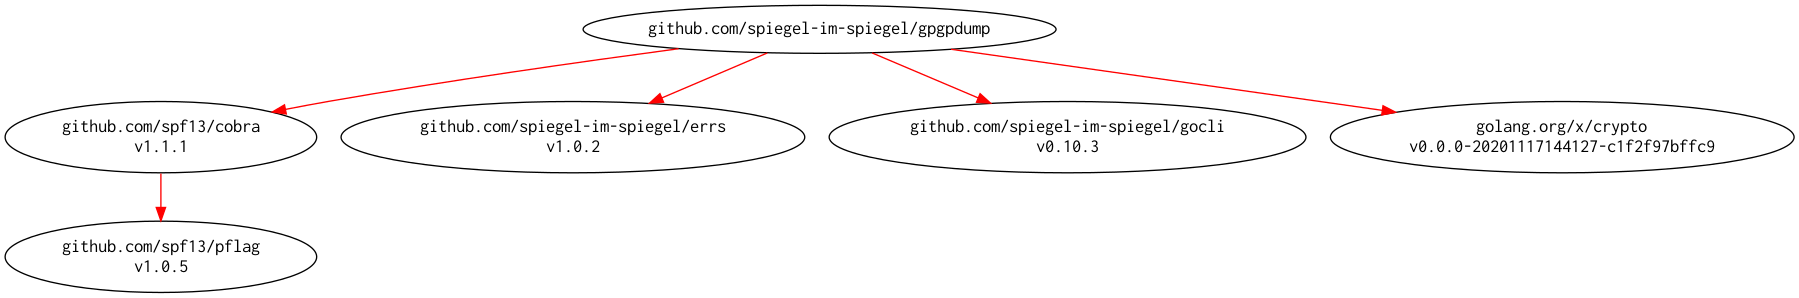 github.com/spiegel-im-spiegel/gpgpdump
github.com/spf13/cobra
v1.1.1
github.com/spiegel-im-spiegel/errs
v1.0.2
github.com/spiegel-im-spiegel/gocli
v0.10.3
golang.org/x/crypto
v0.0.0-20201117144127-c1f2f97bffc9
github.com/spf13/pflag
v1.0.5